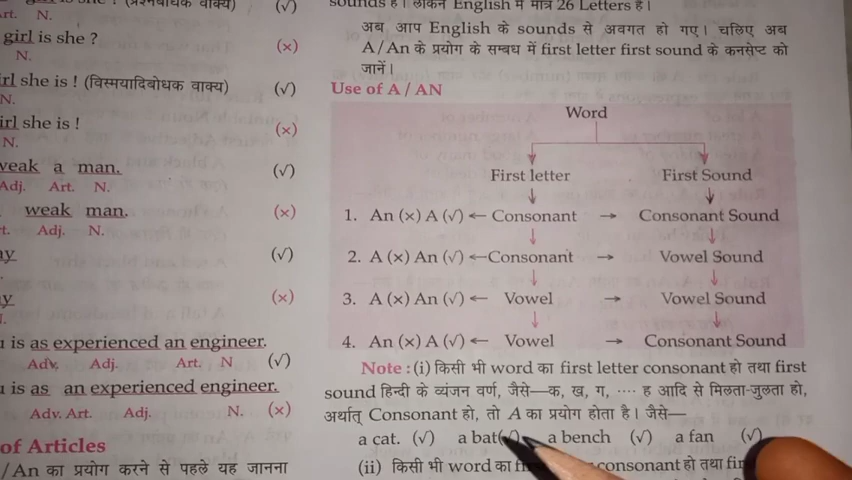 (प्रश्नबोधक वाक्य) (√)
Art. N.
girl is she ? (×)
N.
irl she is ! (विस्मयादिबोधक वाक्य) (√)
N.
irl she is ! (×)
N.
weak a man. (√)
Adj. Art. N.
weak man. (×)
Adj. N.
(√)
(×)
is as experienced an engineer.
Adv. Adj. Art. N (√)
is as an experienced engineer.
Adv. Art. Adj. N. (×)
of Articles
/An का प्रयोग करने से पहले यह जानना
sounds है। लेकिन English में मात्र 26 Letters है।
अब आप English के sounds से अवगत हो गए। चलिए अब
A/An के प्रयोग के सम्बध में first letter first sound के कनसेप्ट को
जानें।
Use of A / AN
Word
First letter First Sound
1. An (×) A (√) ← Consonant → Consonant Sound
2. A (×) An (√) ← Consonant → Vowel Sound
3. A (×) An (√) ← Vowel → Vowel Sound
4. An (×) A (√) ← Vowel → Consonant Sound
Note : (i) किसी भी word का first letter consonant हो तथा first
sound हिन्दी के व्यंजन वर्ण, जैसे—क, ख, ग, ···· ह आदि से मिलता-जुलता हो,
अर्थात् Consonant हो, तो A का प्रयोग होता है। जैसे—
a cat. (√) a bat(√) a bench (√) a fan (√)
(ii) किसी भी word का consonant हो तथा